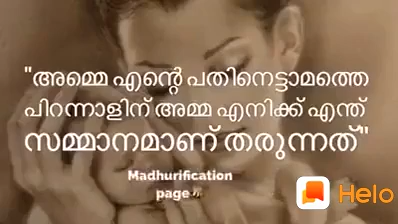 "അമ്മെ എന്റെ പതിനെട്ടാമത്തെ
പിറന്നാളിന് അമ്മ എനിക്ക് എന്ത്
സമ്മാനമാണ് തരുന്നത്"
Madhurification
page
Helo